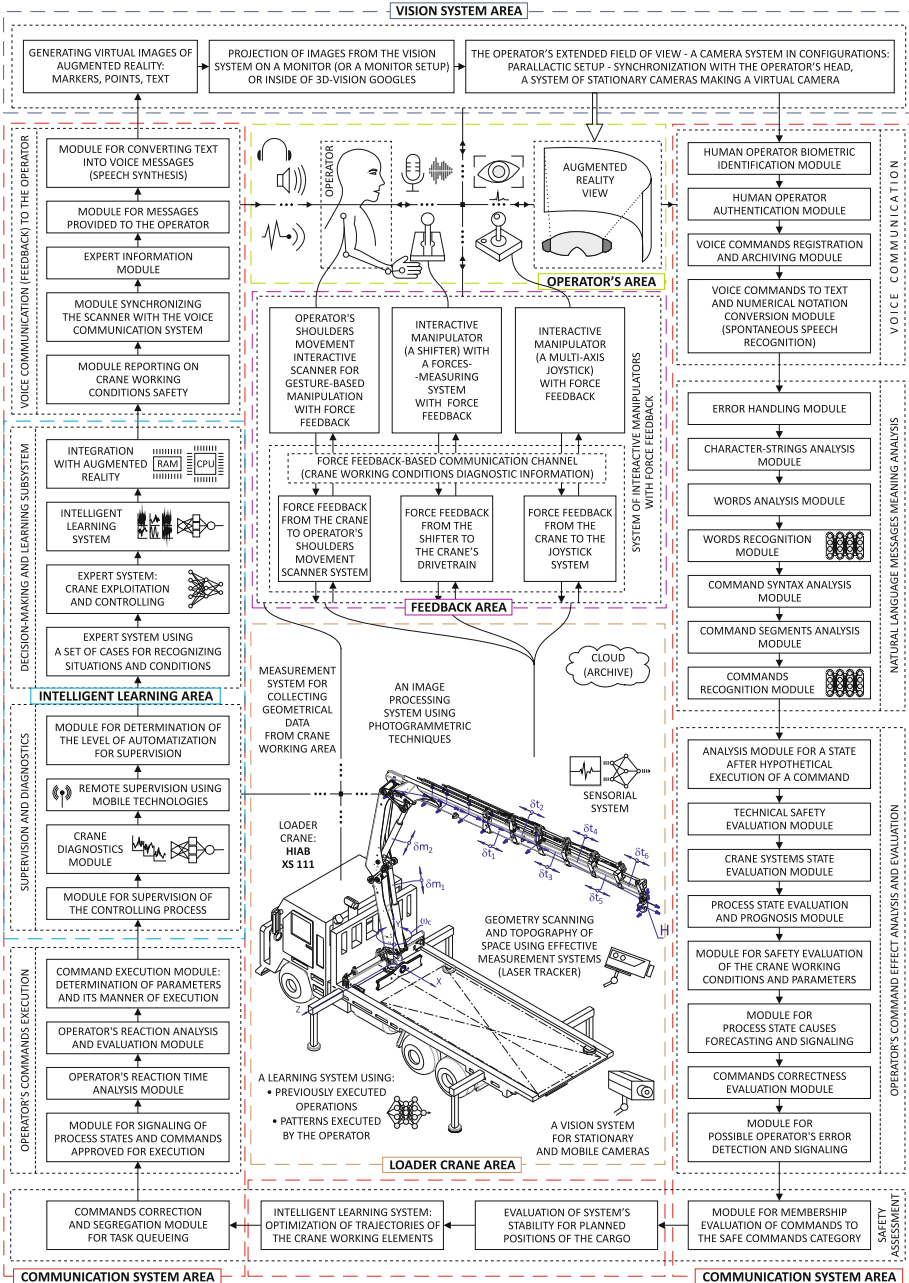 VISION SYSTEM AREA
GENERATING VIRTUAL IMAGES OF
AUGMENTED REALITY:
MARKERS, POINTS, TEXT
PROJECTION OF IMAGES FROM THE VISION
SYSTEM ON A MONITOR (OR A MONITOR SETUP)
OR INSIDE OF 3D-VISION GOOGLES
THE OPERATOR'S EXTENDED FIELD OF VIEW - A CAMERA SYSTEM IN CONFIGURATIONS:
PARALLACTIC SETUP - SYNCHRONIZATION WITH THE OPERATOR'S HEAD,
A SYSTEM OF STATIONARY CAMERAS MAKING A VIRTUAL CAMERA
VOICE COMMUNICATION (FEEDBACK) TO THE OPERATOR
MODULE FOR CONVERTING TEXT
INTO VOICE MESSAGES
(SPEECH SYNTHESIS)
MODULE FOR MESSAGES
PROVIDED TO THE OPERATOR
EXPERT INFORMATION
MODULE
MODULE SYNCHRONIZING
THE SCANNER WITH THE VOICE
COMMUNICATION SYSTEM
MODULE REPORTING ON
CRANE WORKING
CONDITIONS SAFETY
DECISION-MAKING AND LEARNING SUBSYSTEM
INTEGRATION
WITH AUGMENTED
REALITY
RAM
CPU
INTELLIGENT
LEARNING
SYSTEM
EXPERT SYSTEM:
CRANE EXPLOITATION
AND CONTROLLING
EXPERT SYSTEM USING
A SET OF CASES FOR RECOGNIZING
SITUATIONS AND CONDITIONS
INTELLIGENT LEARNING AREA
SUPERVISION AND DIAGNOSTICS
MODULE FOR DETERMINATION OF
THE LEVEL OF AUTOMATIZATION
FOR SUPERVISION
REMOTE SUPERVISION USING
MOBILE TECHNOLOGIES
CRANE
DIAGNOSTICS
MODULE
MODULE FOR SUPERVISION OF
THE CONTROLLING PROCESS
OPERATOR'S COMMANDS EXECUTION
COMMAND EXECUTION MODULE:
DETERMINATION OF PARAMETERS
AND ITS MANNER OF EXECUTION
OPERATOR'S REACTION ANALYSIS
AND EVALUATION MODULE
OPERATOR'S REACTION TIME
ANALYSIS MODULE
MODULE FOR SIGNALING OF
PROCESS STATES AND COMMANDS
APPROVED FOR EXECUTION
COMMANDS CORRECTION
AND SEGREGATION MODULE
FOR TASK QUEUEING
COMMUNICATION SYSTEM AREA
OPERATOR
AUGMENTED
REALITY
VIEW
OPERATOR'S AREA
OPERATOR'S
SHOULDERS
MOVEMENT
INTERACTIVE
SCANNER FOR
GESTURE-BASED
MANIPULATION
WITH FORCE
FEEDBACK
INTERACTIVE
MANIPULATOR
(A SHIFTER) WITH
A FORCES-
-MEASURING
SYSTEM
WITH FORCE
FEEDBACK
INTERACTIVE
MANIPULATOR
(A MULTI-AXIS
JOYSTICK)
WITH FORCE
FEEDBACK
FORCE FEEDBACK-BASED COMMUNICATION CHANNEL
(CRANE WORKING CONDITIONS DIAGNOSTIC INFORMATION)
FORCE FEEDBACK
FROM THE CRANE
TO OPERATOR'S
SHOULDERS
MOVEMENT
SCANNER SYSTEM
FORCE FEEDBACK
FROM THE
SHIFTER TO
THE CRANE'S
DRIVETRAIN
FORCE FEEDBACK
FROM THE
CRANE TO THE
JOYSTICK
SYSTEM
SYSTEM OF INTERACTIVE MANIPULATORS
WITH FORCE FEEDBACK
FEEDBACK AREA
MEASUREMENT
SYSTEM FOR
COLLECTING
GEOMETRICAL
DATA
FROM CRANE
WORKING AREA
AN IMAGE
PROCESSING
SYSTEM USING
PHOTOGRAMMETRIC
TECHNIQUES
CLOUD
(ARCHIVE)
SENSORIAL
SYSTEM
LOADER
CRANE:
HIAB
XS 111
δt2
δt4
δt6
δt1
δt3
δt5
δm2
δm1
ωc
H
X
Z
GEOMETRY SCANNING
AND TOPOGRAPHY OF
SPACE USING EFFECTIVE
MEASUREMENT SYSTEMS
(LASER TRACKER)
A LEARNING SYSTEM USING:
• PREVIOUSLY EXECUTED
OPERATIONS
• PATTERNS EXECUTED
BY THE OPERATOR
A VISION SYSTEM
FOR STATIONARY
AND MOBILE CAMERAS
LOADER CRANE AREA
INTELLIGENT LEARNING SYSTEM:
OPTIMIZATION OF TRAJECTORIES OF
THE CRANE WORKING ELEMENTS
EVALUATION OF SYSTEM'S
STABILITY FOR PLANNED
POSITIONS OF THE CARGO
VOICE COMMUNICATION
HUMAN OPERATOR BIOMETRIC
IDENTIFICATION MODULE
HUMAN OPERATOR
AUTHENTICATION MODULE
VOICE COMMANDS REGISTRATION
AND ARCHIVING MODULE
VOICE COMMANDS TO TEXT
AND NUMERICAL NOTATION
CONVERSION MODULE
(SPONTANEOUS SPEECH
RECOGNITION)
NATURAL LANGUAGE MESSAGES MEANING ANALYSIS
ERROR HANDLING MODULE
CHARACTER-STRINGS ANALYSIS
MODULE
WORDS ANALYSIS MODULE
WORDS RECOGNITION
MODULE
COMMAND SYNTAX ANALYSIS
MODULE
COMMAND SEGMENTS ANALYSIS
MODULE
COMMANDS
RECOGNITION MODULE
OPERATOR'S COMMAND EFFECT ANALYSIS AND EVALUATION
ANALYSIS MODULE FOR A STATE
AFTER HYPOTHETICAL
EXECUTION OF A COMMAND
TECHNICAL SAFETY
EVALUATION MODULE
CRANE SYSTEMS STATE
EVALUATION MODULE
PROCESS STATE EVALUATION
AND PROGNOSIS MODULE
MODULE FOR SAFETY EVALUATION
OF THE CRANE WORKING
CONDITIONS AND PARAMETERS
MODULE FOR
PROCESS STATE CAUSES
FORECASTING AND SIGNALING
COMMANDS CORRECTNESS
EVALUATION MODULE
MODULE FOR
POSSIBLE OPERATOR'S ERROR
DETECTION AND SIGNALING
SAFETY
ASSESSMENT
MODULE FOR MEMBERSHIP
EVALUATION OF COMMANDS TO
THE SAFE COMMANDS CATEGORY
COMMUNICATION SYSTEM AREA